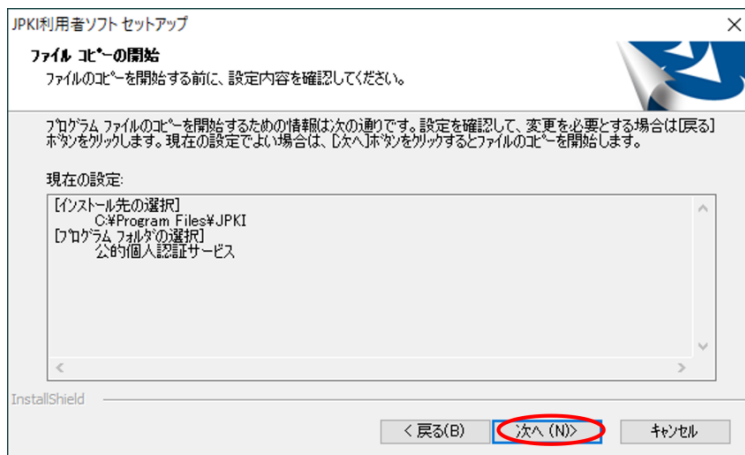 JPKI利用者ソフト セットアップ
ファイル コピーの開始
ファイルのコピーを開始する前に、設定内容を確認してください。
プログラム ファイルのコピーを開始するための情報は次の通りです。設定を確認して、変更を必要とする場合は[戻る]
ボタンをクリックします。現在の設定でよい場合は、[次へ]ボタンをクリックするとファイルのコピーを開始します。
現在の設定:
[インストール先の選択]
C:¥Program Files¥JPKI
[プログラム フォルダの選択]
公的個人認証サービス
InstallShield
< 戻る(B)
次へ (N)>
キャンセル